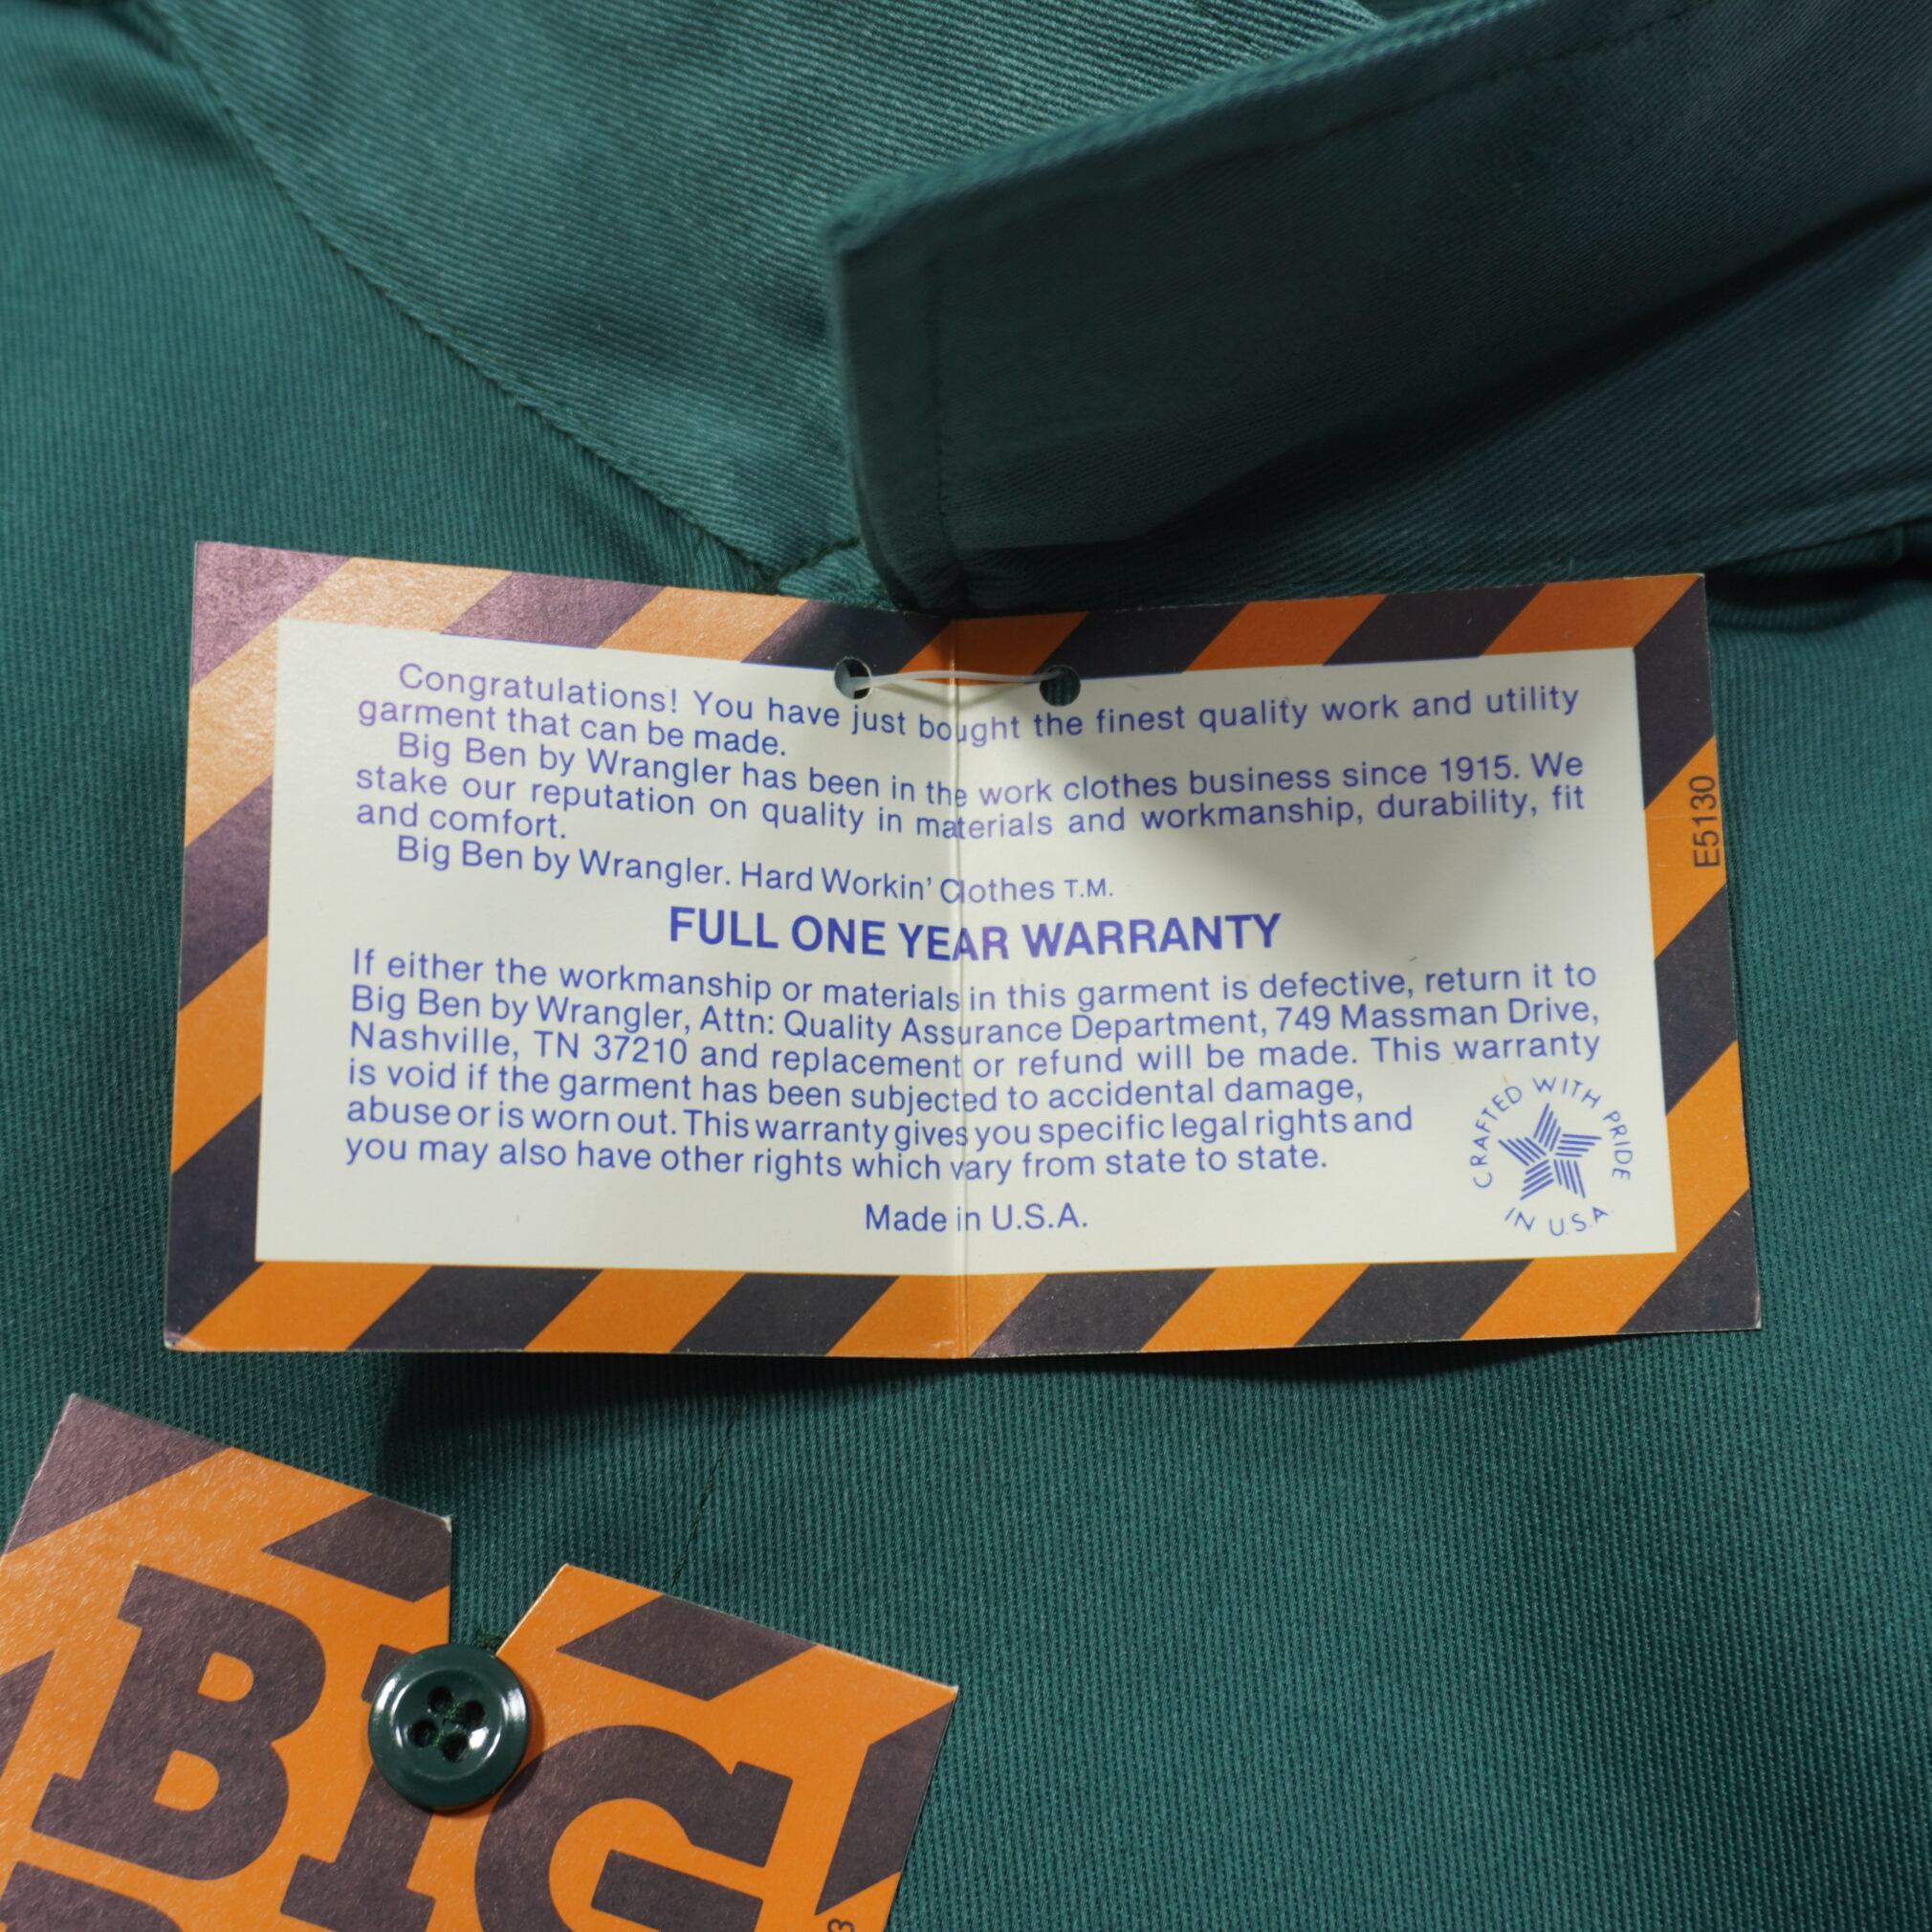 Congratulations! You have just bought the finest quality work and utility
garment that can be made.
Big Ben by Wrangler has been in the work clothes business since 1915. We
stake our reputation on quality in materials and workmanship, durability, fit
and comfort.
Big Ben by Wrangler. Hard Workin' Clothes T.M.
FULL ONE YEAR WARRANTY
If either the workmanship or materials in this garment is defective, return it to
Big Ben by Wrangler, Attn: Quality Assurance Department, 749 Massman Drive,
Nashville, TN 37210 and replacement or refund will be made. This warranty
is void if the garment has been subjected to accidental damage,
abuse or is worn out. This warranty gives you specific legal rights and
you may also have other rights which vary from state to state.
Made in U.S.A.
CRAFTED WITH PRIDE
IN U.S.A.
E5130
BIG